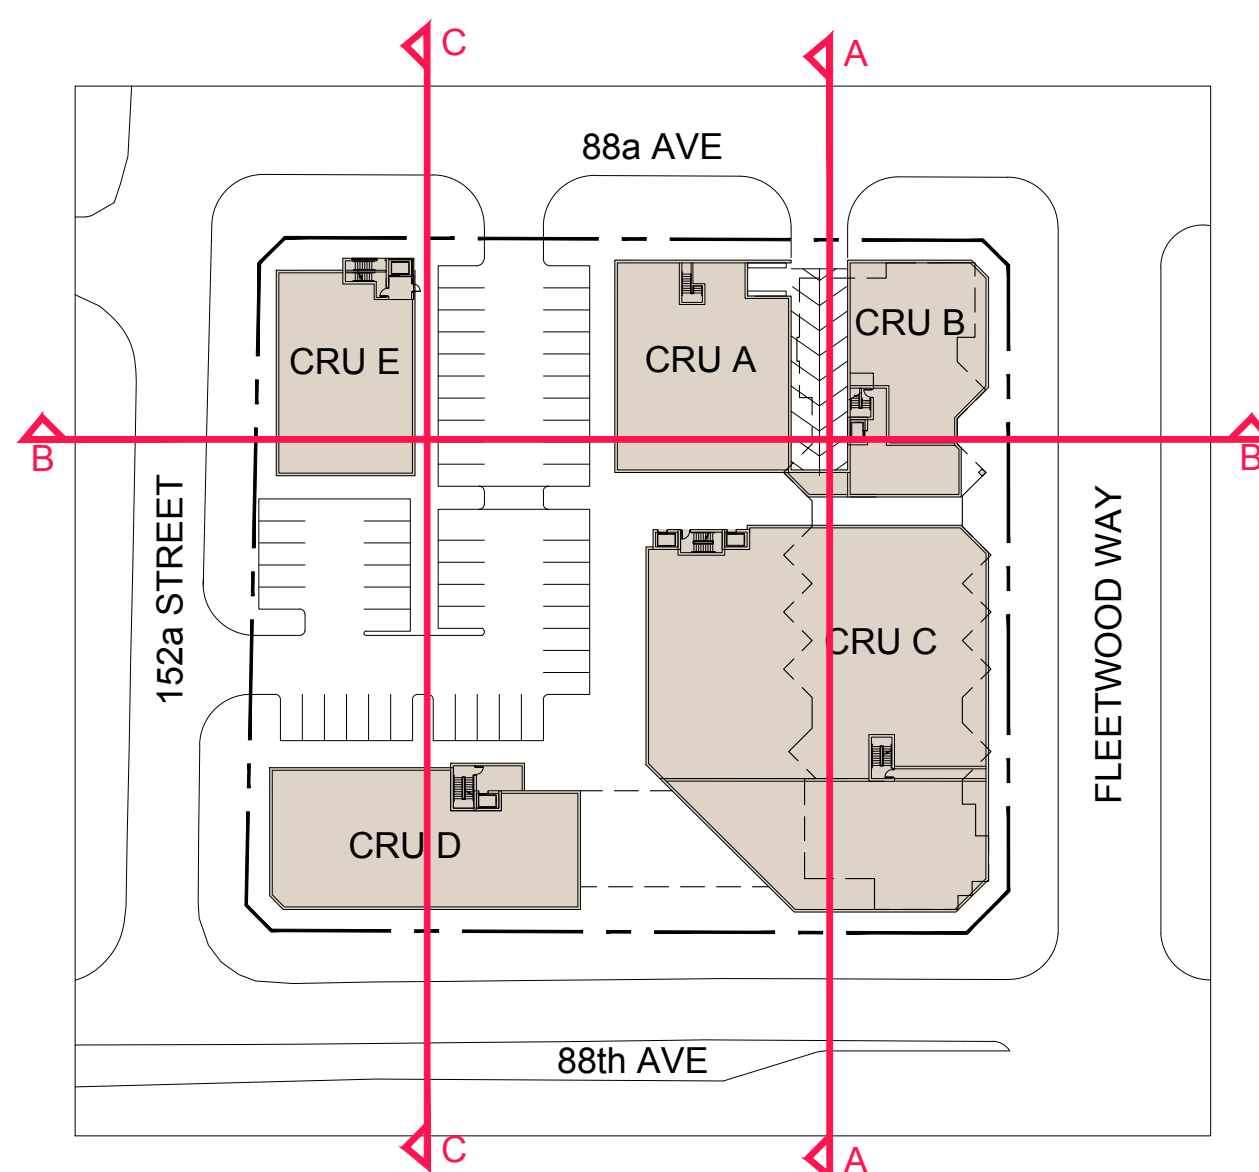 C
A
88a AVE
CRU E
CRU A
CRU B
B
B
152a STREET
FLEETWOOD WAY
CRU C
CRU D
88th AVE
C
A